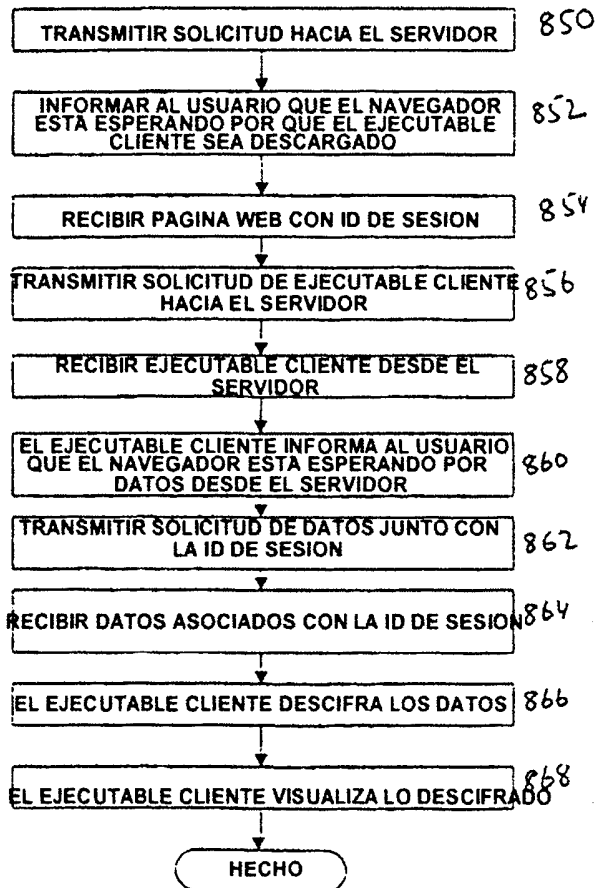 TRANSMITIR SOLICITUD HACIA EL SERVIDOR 850
INFORMAR AL USUARIO QUE EL NAVEGADOR
ESTA ESPERANDO POR QUE EL EJECUTABLE 852
CLIENTE SEA DESCARGADO
RECIBIR PAGINA WEB CON ID DE SESION 854
TRANSMITIR SOLICITUD DE EJECUTABLE CLIENTE 856
HACIA EL SERVIDOR
RECIBIR EJECUTABLE CLIENTE DESDE EL 858
SERVIDOR
EL EJECUTABLE CLIENTE INFORMA AL USUARIO
QUE EL NAVEGADOR ESTA ESPERANDO POR 860
DATOS DESDE EL SERVIDOR
TRANSMITIR SOLICITUD DE DATOS JUNTO CON
LA ID DE SESION 862
RECIBIR DATOS ASOCIADOS CON LA ID DE SESION 864
EL EJECUTABLE CLIENTE DESCIFRA LOS DATOS 866
EL EJECUTABLE CLIENTE VISUALIZA LO DESCIFRADO 868
HECHO